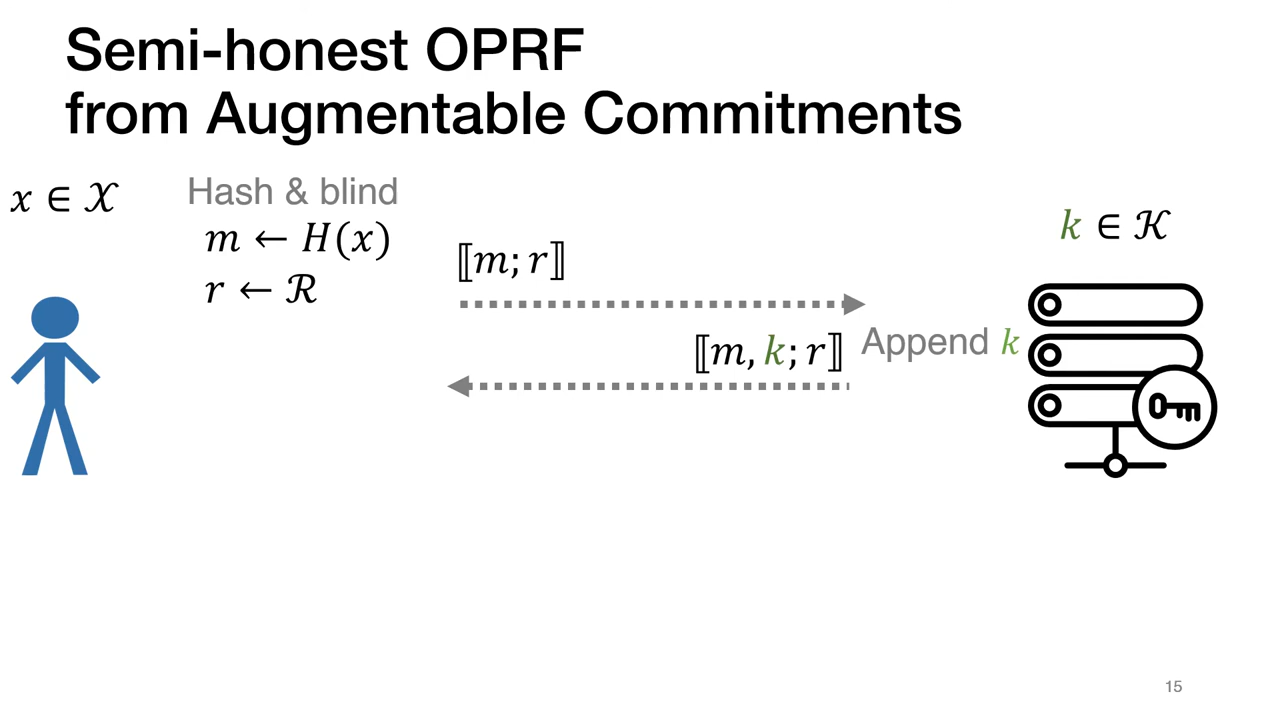 Semi-honest OPRF
from Augmentable Commitments
x ∈ 𝒳
Hash & blind
m ← H(x)
r ← ℛ
⟦m; r⟧
k ∈ 𝒦
⟦m, k; r⟧
Append k
15